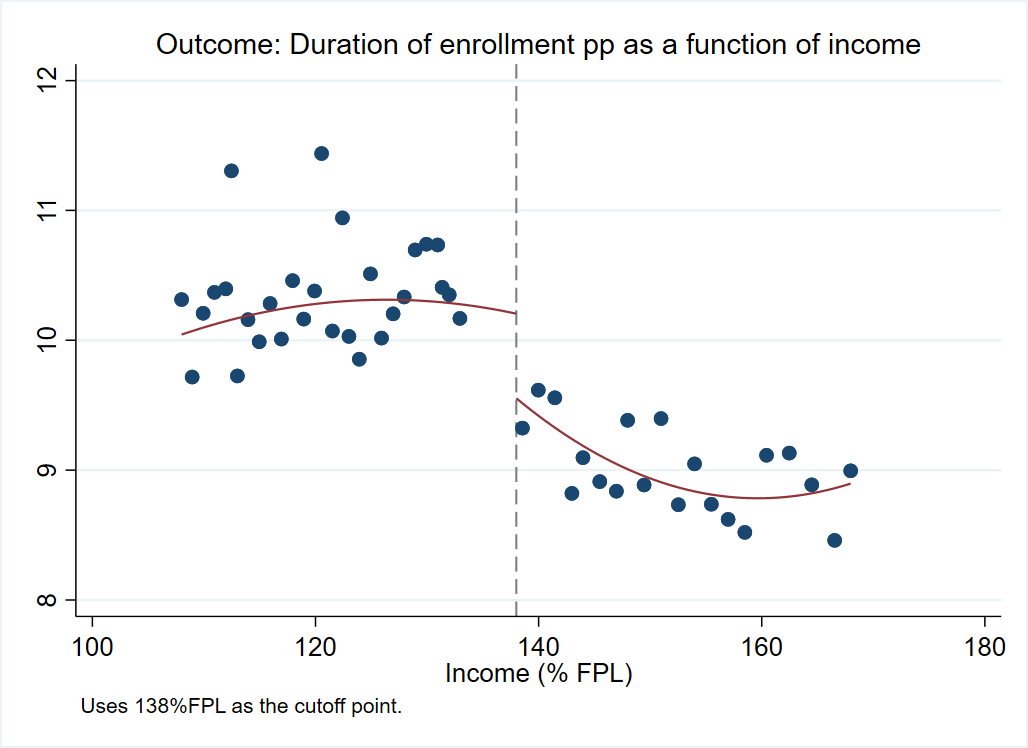 Outcome: Duration of enrollment pp as a function of income
12
11
10
9
8
100 120 140 160 180
Income (% FPL)
Uses 138%FPL as the cutoff point.